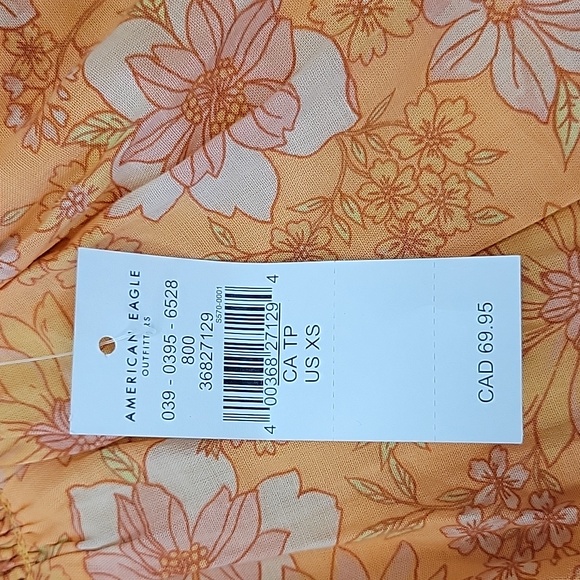 AMERICAN EAGLE
OUTFITTERS
039 - 0395 - 6528
800
36827129
S570-0001
4 00368 27129 4
CA TP
US XS
CAD 69.95